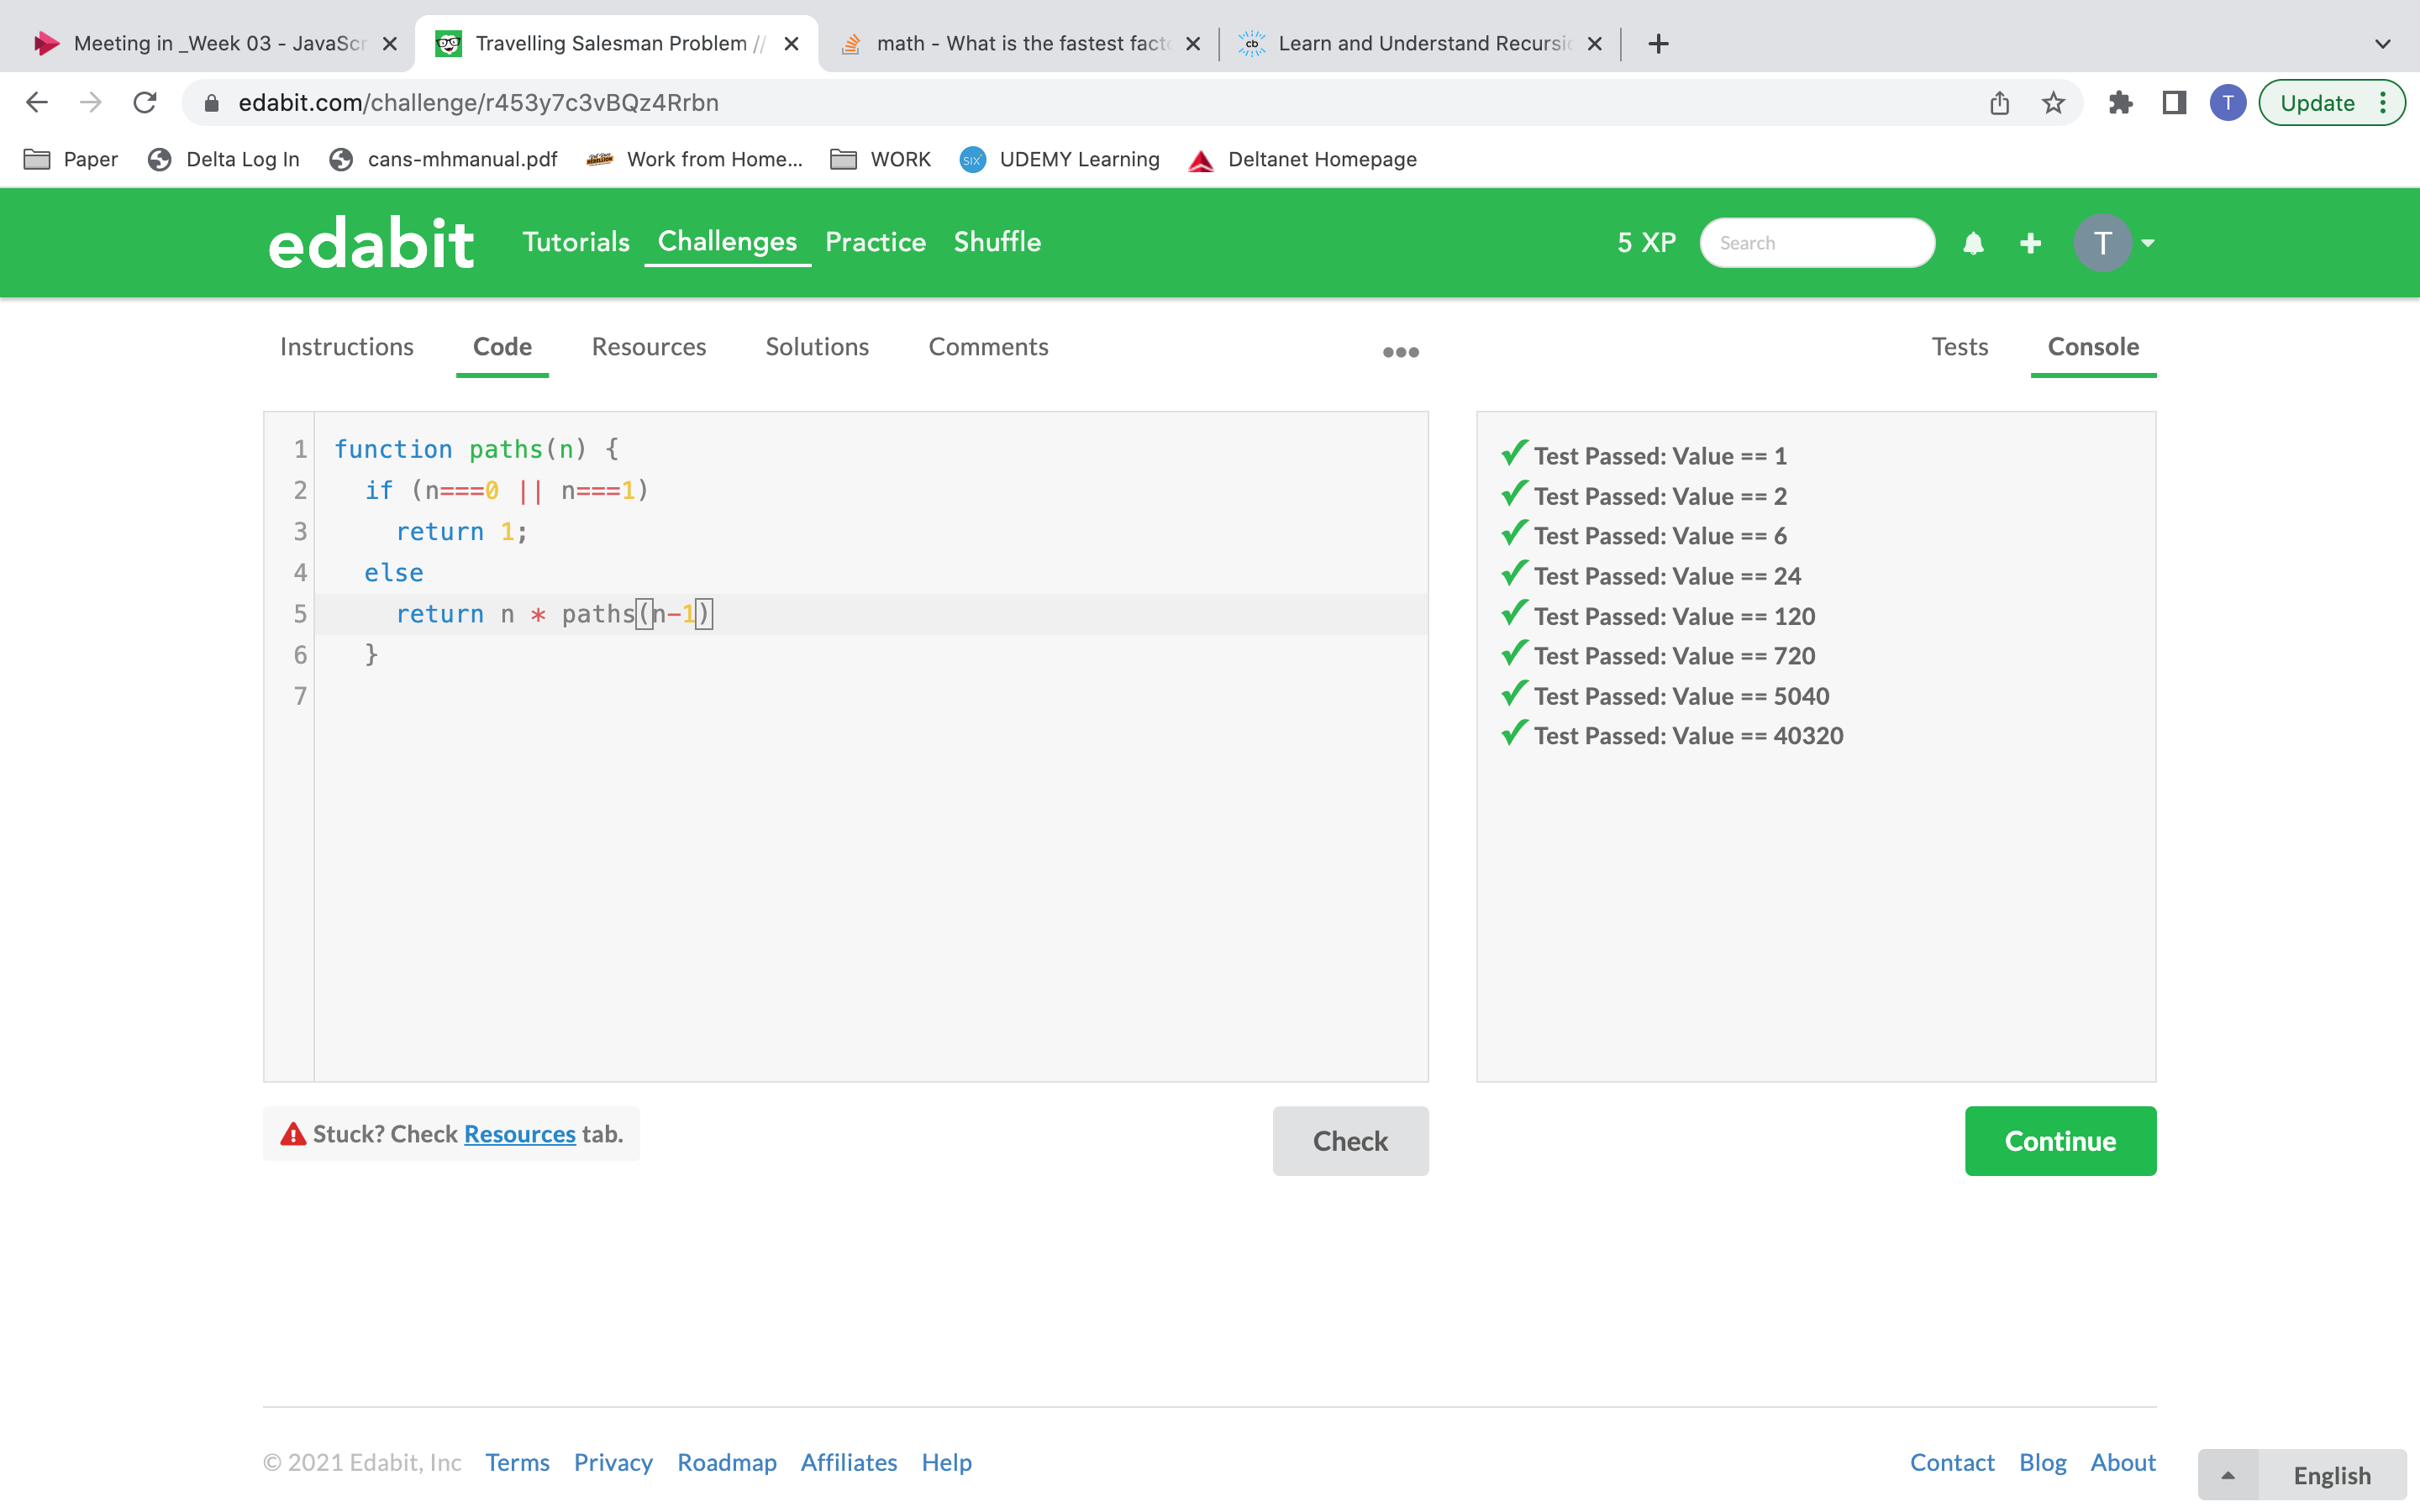 Meeting in _Week 03 - JavaScr
Travelling Salesman Problem //
math - What is the fastest facto
Learn and Understand Recursio
edabit.com/challenge/r453y7c3vBQz4Rrbn
T
Update
Paper
Delta Log In
cans-mhmanual.pdf
Work from Home...
WORK
UDEMY Learning
Deltanet Homepage
edabit
Tutorials
Challenges
Practice
Shuffle
5 XP
Search
T
Instructions
Code
Resources
Solutions
Comments
Tests
Console
1 function paths(n) {
2 if (n===0 || n===1)
3 return 1;
4 else
5 return n * paths(n-1)
6 }
7
Test Passed: Value == 1
Test Passed: Value == 2
Test Passed: Value == 6
Test Passed: Value == 24
Test Passed: Value == 120
Test Passed: Value == 720
Test Passed: Value == 5040
Test Passed: Value == 40320
Stuck? Check Resources tab.
Check
Continue
© 2021 Edabit, Inc
Terms
Privacy
Roadmap
Affiliates
Help
Contact
Blog
About
English